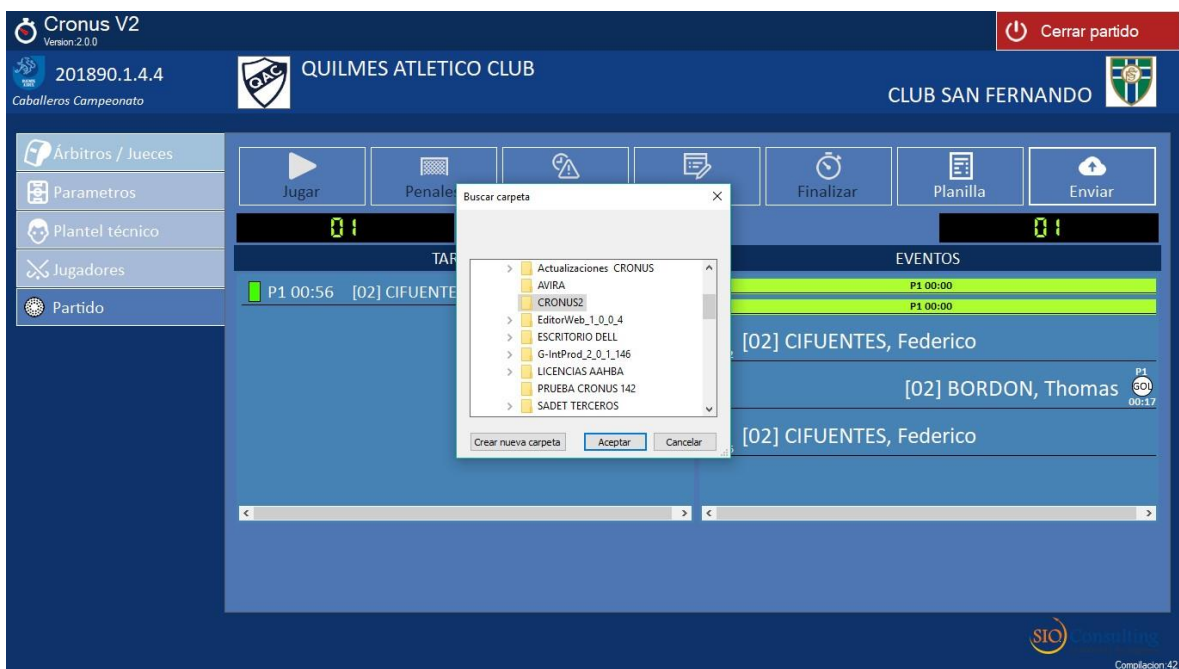 Cronus V2
Version:2.0.0
Cerrar partido
201890.1.4.4
Caballeros Campeonato
QAC
QUILMES ATLETICO CLUB
CLUB SAN FERNANDO
Árbitros / Jueces
Parametros
Plantel técnico
Jugadores
Partido
Jugar
Penales
Finalizar
Planilla
Enviar
01
01
TAR
EVENTOS
P1 00:56 [02] CIFUENTE
Buscar carpeta
Actualizaciones CRONUS
AVIRA
CRONUS2
EditorWeb_1_0_0_4
ESCRITORIO DELL
G-IntProd_2_0_1_146
LICENCIAS AAHBA
PRUEBA CRONUS 142
SADET TERCEROS
Crear nueva carpeta
Aceptar
Cancelar
P1 00:00
P1 00:00
[02] CIFUENTES, Federico
[02] BORDON, Thomas
P1
GOL
00:17
[02] CIFUENTES, Federico
SIO Consulting
Compilacion:42